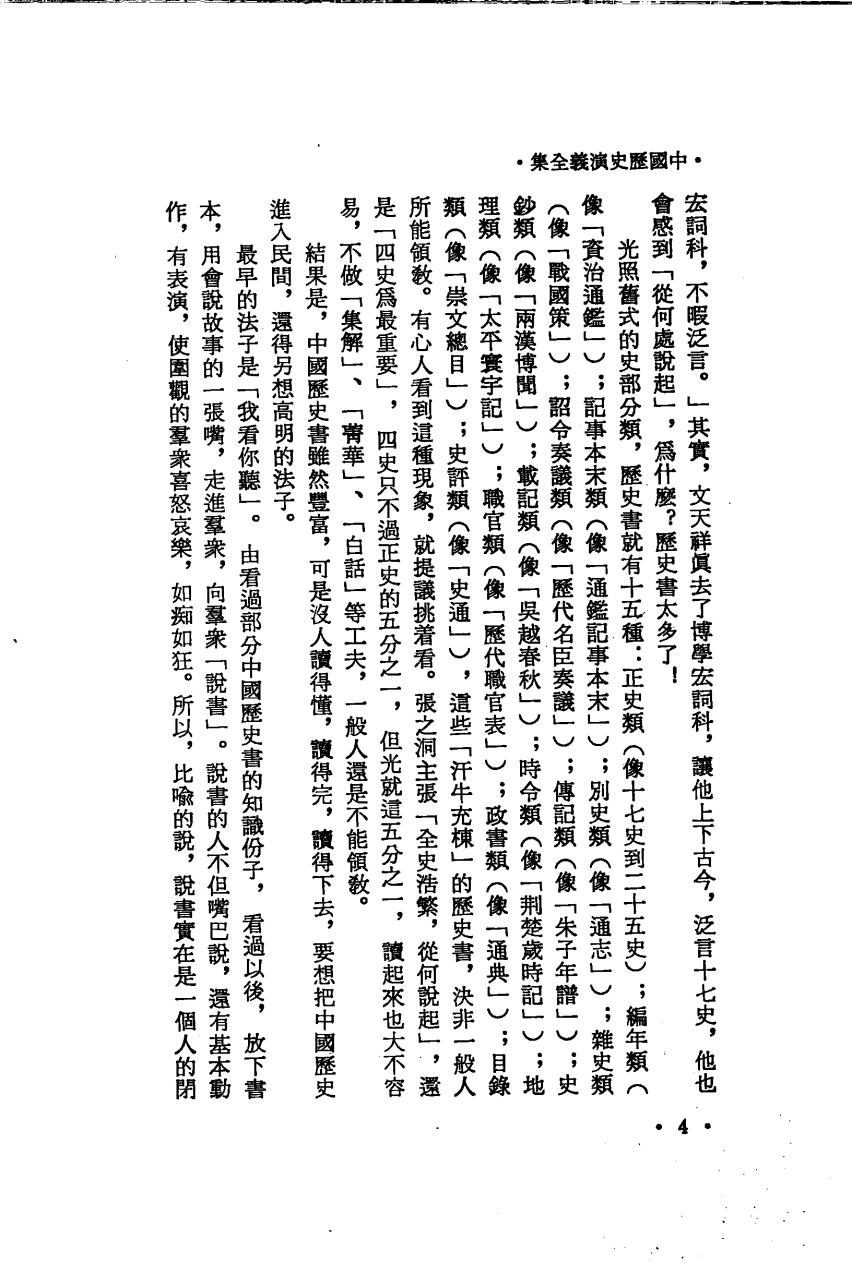 •中國歷史演義全集•
宏詞科，不暇泛言。」其實，文天祥眞去了博學宏詞科，讓他上下古今，泛言十七史，他也
會感到「從何處說起」，爲什麼？歷史書太多了！
光照舊式的史部分類，歷史書就有十五種：正史類（像十七史到二十五史）；編年類（
像「資治通鑑」）；記事本末類（像「通鑑記事本末」）；別史類（像「通志」）；雜史類
（像「戰國策」）；詔令奏議類（像「歷代名臣奏議」）；傳記類（像「朱子年譜」）；史
鈔類（像「兩漢博聞」）；載記類（像「吳越春秋」）；時令類（像「荆楚歲時記」）；地
理類（像「太平寰宇記」）；職官類（像「歷代職官表」）；政書類（像「通典」）；目錄
類（像「崇文總目」）；史評類（像「史通」），這些「汗牛充棟」的歷史書，決非一般人
所能領敎。有心人看到這種現象，就提議挑着看。張之洞主張「全史浩繁，從何說起」，還
是「四史爲最重要」，四史只不過正史的五分之一，但光就這五分之一，讀起來也大不容
易，不做「集解」、「菁華」、「白話」等工夫，一般人還是不能領敎。
結果是，中國歷史書雖然豐富，可是沒人讀得懂，讀得完，讀得下去，要想把中國歷史
進入民間，還得另想高明的法子。
最早的法子是「我看你聽」。由看過部分中國歷史書的知識份子，看過以後，放下書
本，用會說故事的一張嘴，走進羣衆，向羣衆「說書」。說書的人不但嘴巴說，還有基本動
作，有表演，使圍觀的羣衆喜怒哀樂，如痴如狂。所以，比喩的說，說書實在是一個人的閉
•4•